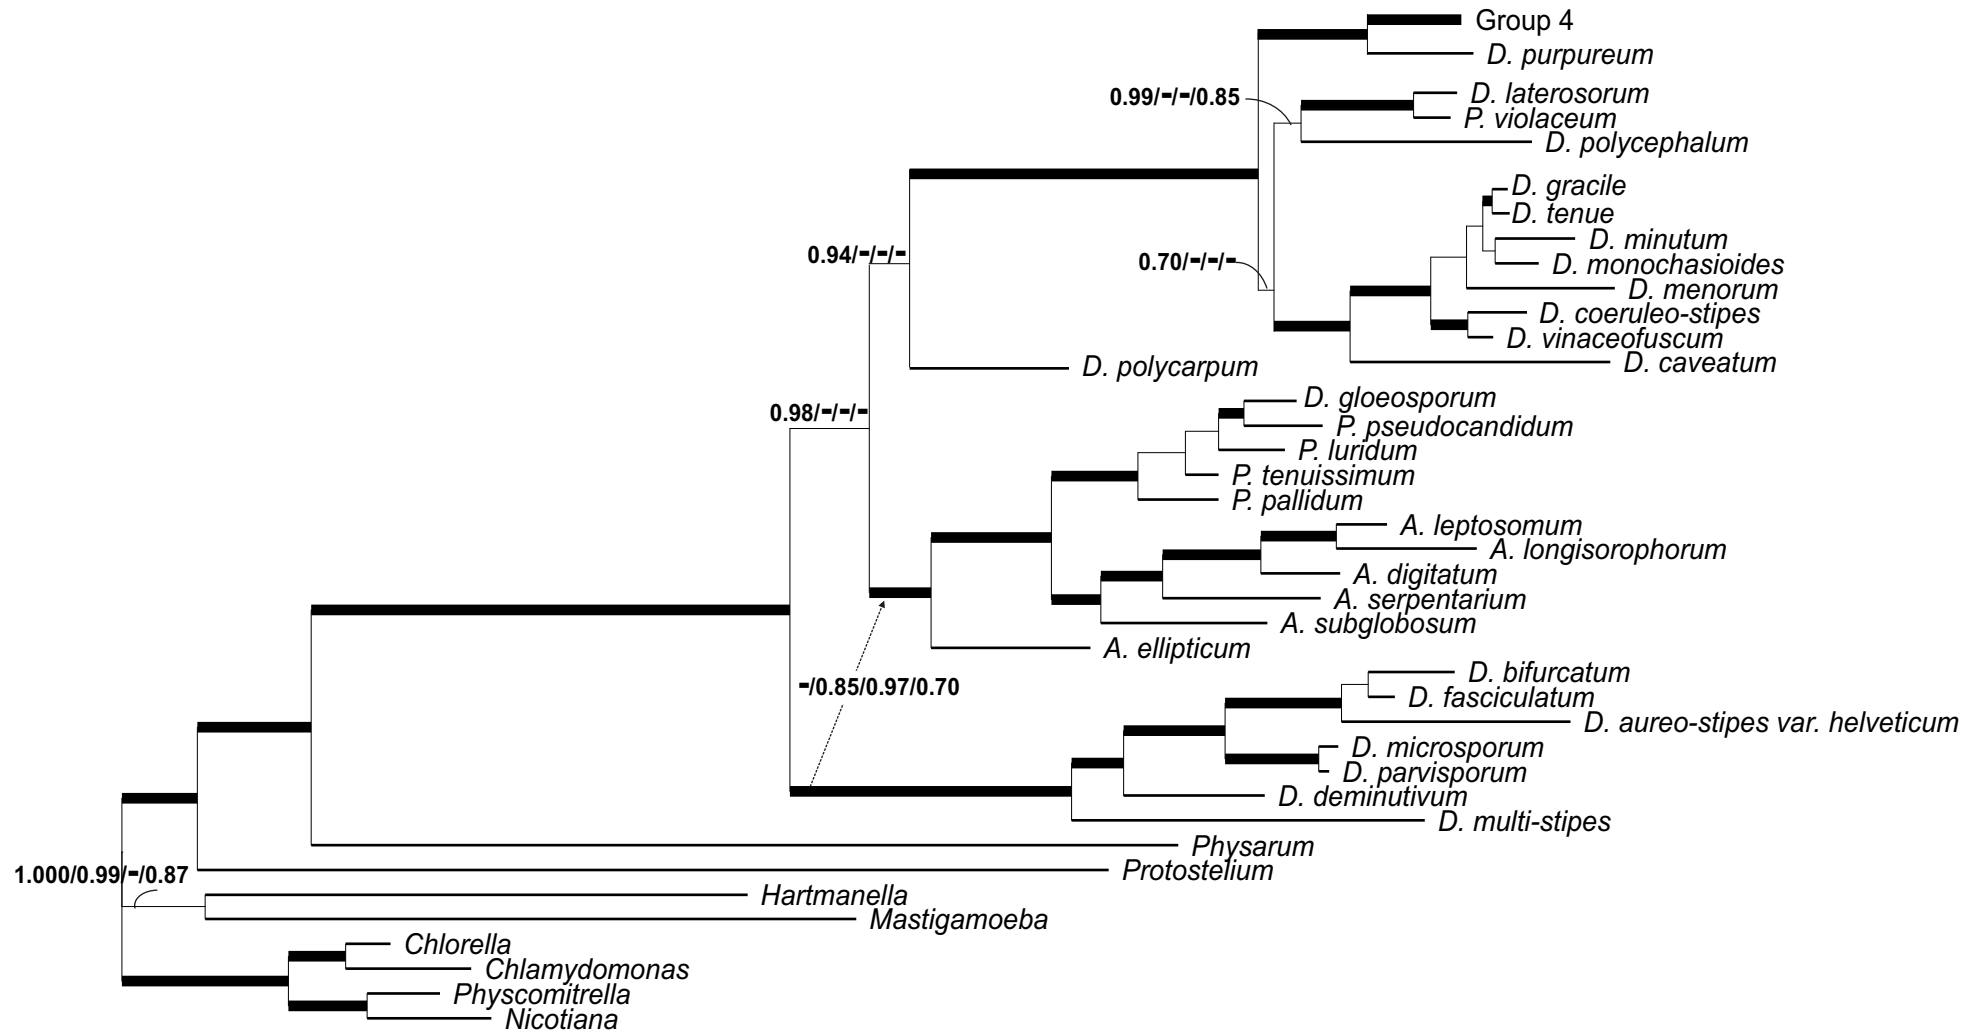 Group 4
D. purpureum
0.99/-/-/0.85
D. laterosorum
P. violaceum
D. polycephalum
D. gracile
D. tenue
D. minutum
0.94/-/-/-
0.70/-/-/-
D. monochasioides
D. menorum
D. coeruleo-stipes
D. vinaceofuscum
D. caveatum
D. polycarpum
D. gloeosporum
0.98/-/-/-
P. pseudocandidum
P. luridum
P. tenuissimum
P. pallidum
A. leptosomum
A. longisorophorum
A. digitatum
A. serpentarium
A. subglobosum
A. ellipticum
D. bifurcatum
-/0.85/0.97/0.70
D. fasciculatum
D. aureo-stipes var. helveticum
D. microsporum
D. parvisporum
D. deminutivum
D. multi-stipes
Physarum
Protostelium
1.000/0.99/-/0.87
Hartmanella
Mastigamoeba
Chlorella
Chlamydomonas
Physcomitrella
Nicotiana